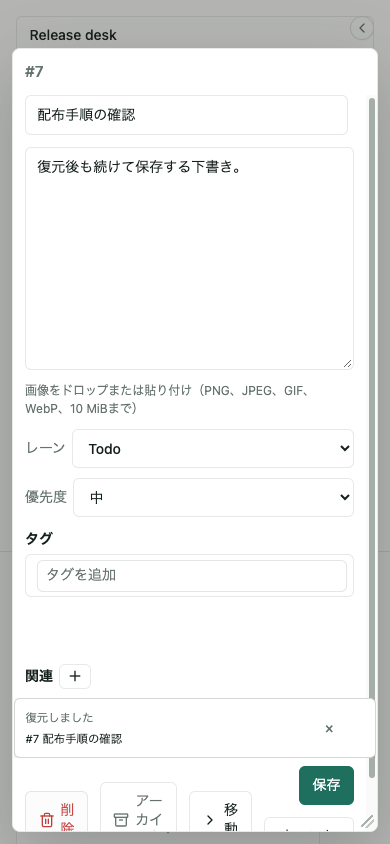 Release desk
#7
配布手順の確認
復元後も続けて保存する下書き。
画像をドロップまたは貼り付け（PNG、JPEG、GIF、
WebP、10 MiBまで）
レーン
Todo
優先度
中
タグ
タグを追加
関連
復元しました
#7 配布手順の確認
保存
削
除
アー
カイ
移
動